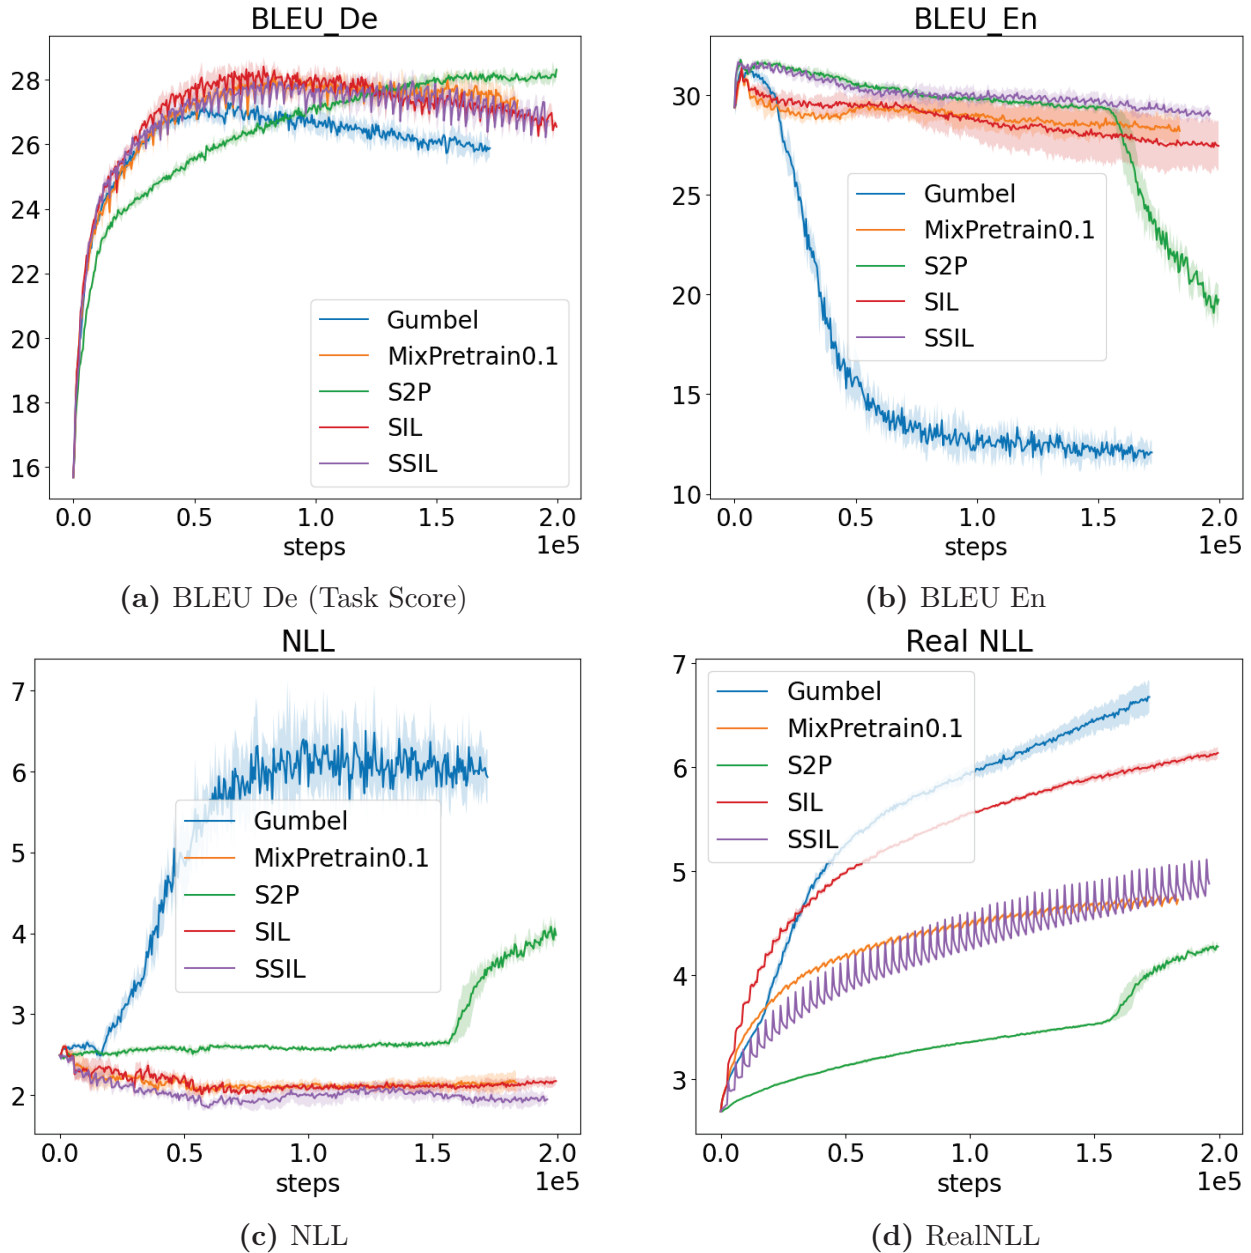 BLEU_De
28
26
24
22
20
18
16
Gumbel
MixPretrain0.1
S2P
SIL
SSIL
0.0 0.5 1.0 1.5 2.0
steps 1e5
(a) BLEU De (Task Score)
BLEU_En
30
25
20
15
10
Gumbel
MixPretrain0.1
S2P
SIL
SSIL
0.0 0.5 1.0 1.5 2.0
steps 1e5
(b) BLEU En
NLL
7
6
5
4
3
2
Gumbel
MixPretrain0.1
S2P
SIL
SSIL
0.0 0.5 1.0 1.5 2.0
steps 1e5
(c) NLL
Real NLL
7
6
5
4
3
Gumbel
MixPretrain0.1
S2P
SIL
SSIL
0.0 0.5 1.0 1.5 2.0
steps 1e5
(d) RealNLL